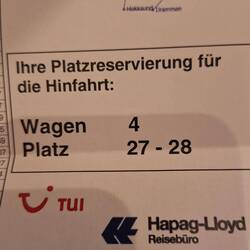 Ihre Platzreservierung für
die Hinfahrt:
Wagen 4
Platz 27 - 28
TUI
Hapag-Lloyd
Reisebüro